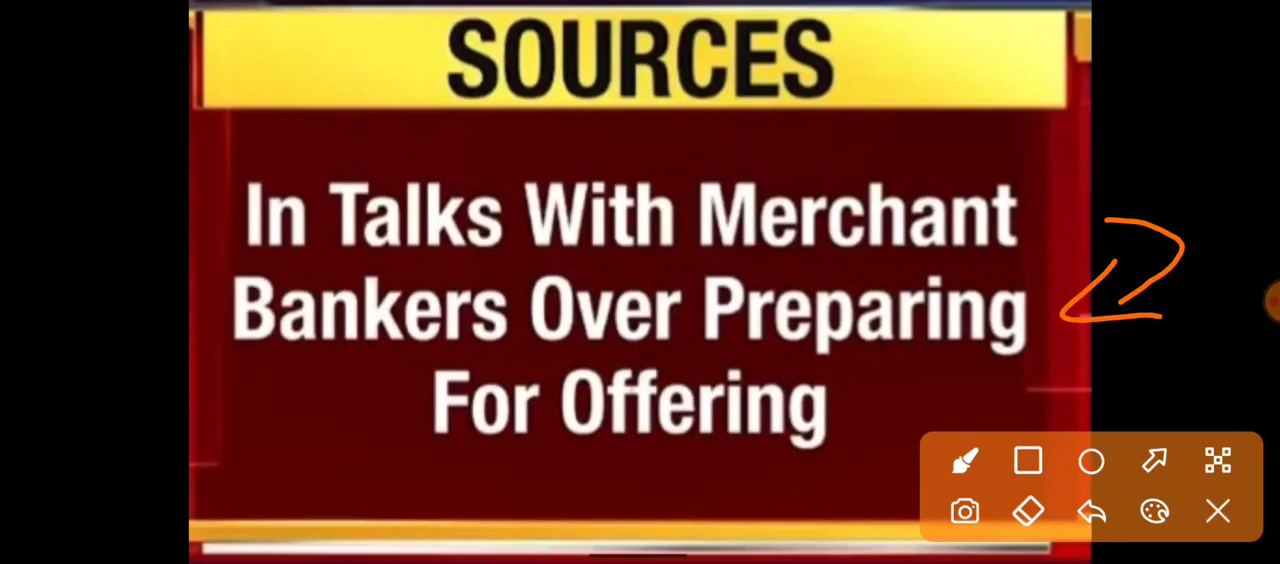 SOURCES
In Talks With Merchant
Bankers Over Preparing
For Offering